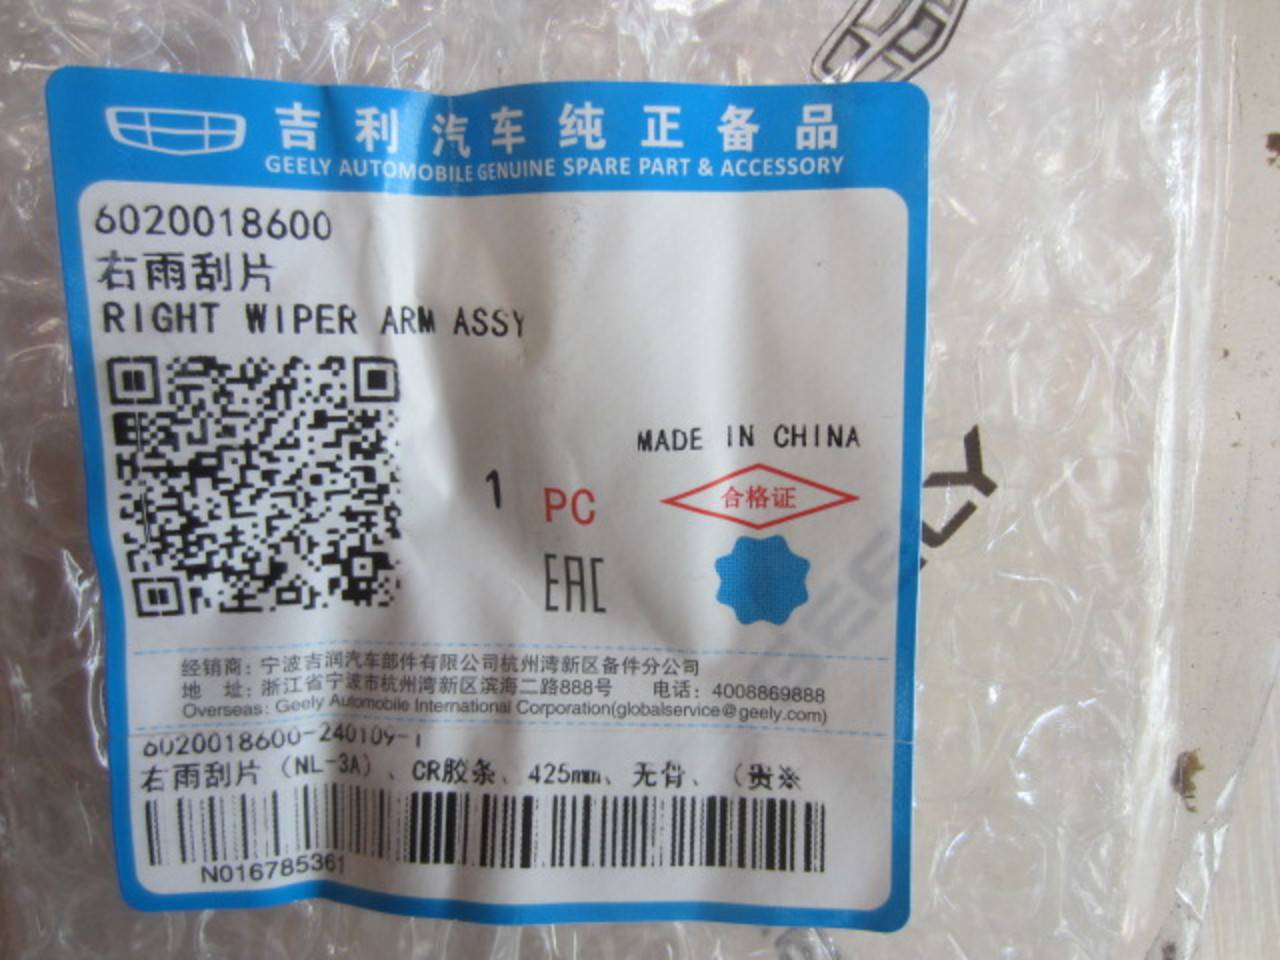 吉利汽车纯正备品
GEELY AUTOMOBILE GENUINE SPARE PART & ACCESSORY
6020018600
右雨刮片
RIGHT WIPER ARM ASSY
MADE IN CHINA
合格证
1 PC
EAC
经销商：宁波吉润汽车部件有限公司杭州湾新区备件分公司
地 址：浙江省宁波市杭州湾新区滨海二路888号 电话：4008869888
Overseas: Geely Automobile International Corporation(globalservice@geely.com)
6020018600-240109-1
右雨刮片（NL-3A）、CR胶条、425mm、无骨、（贵
N016785361